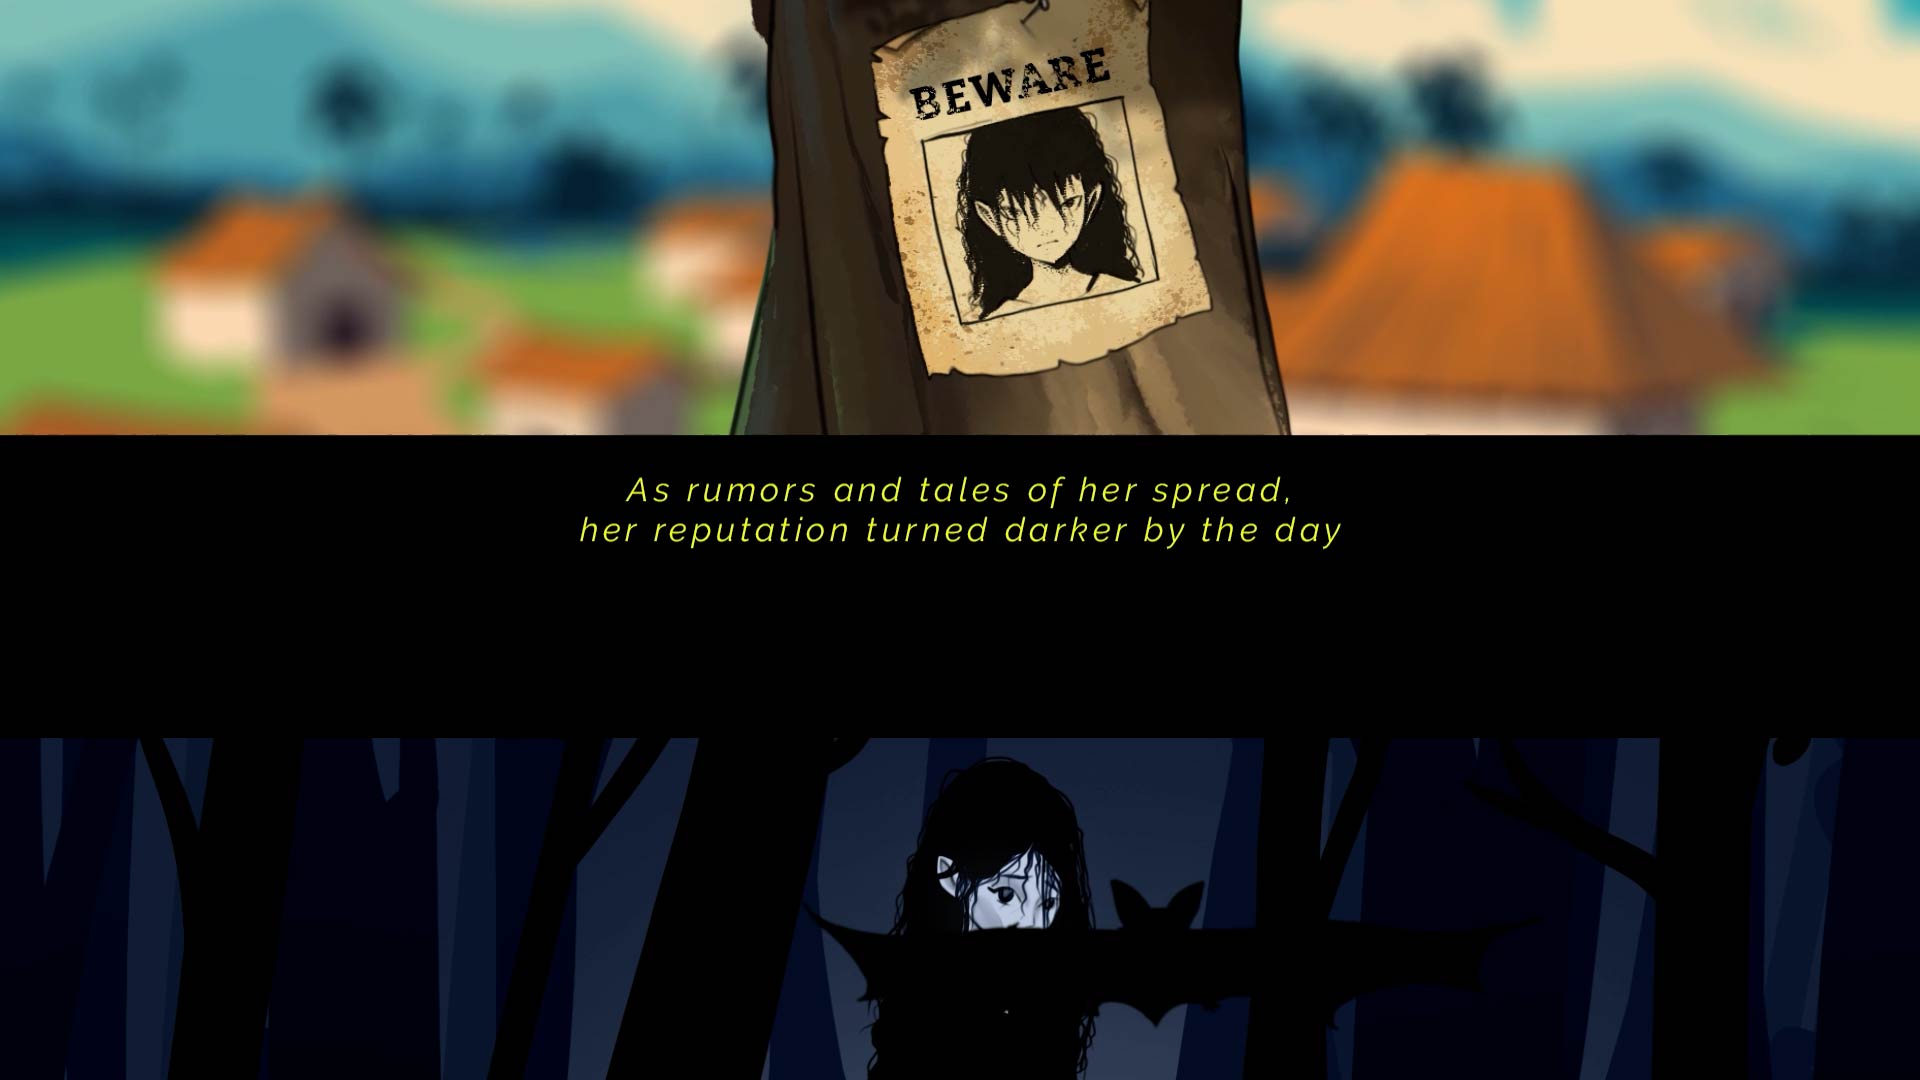 BEWARE
As rumors and tales of her spread,
her reputation turned darker by the day